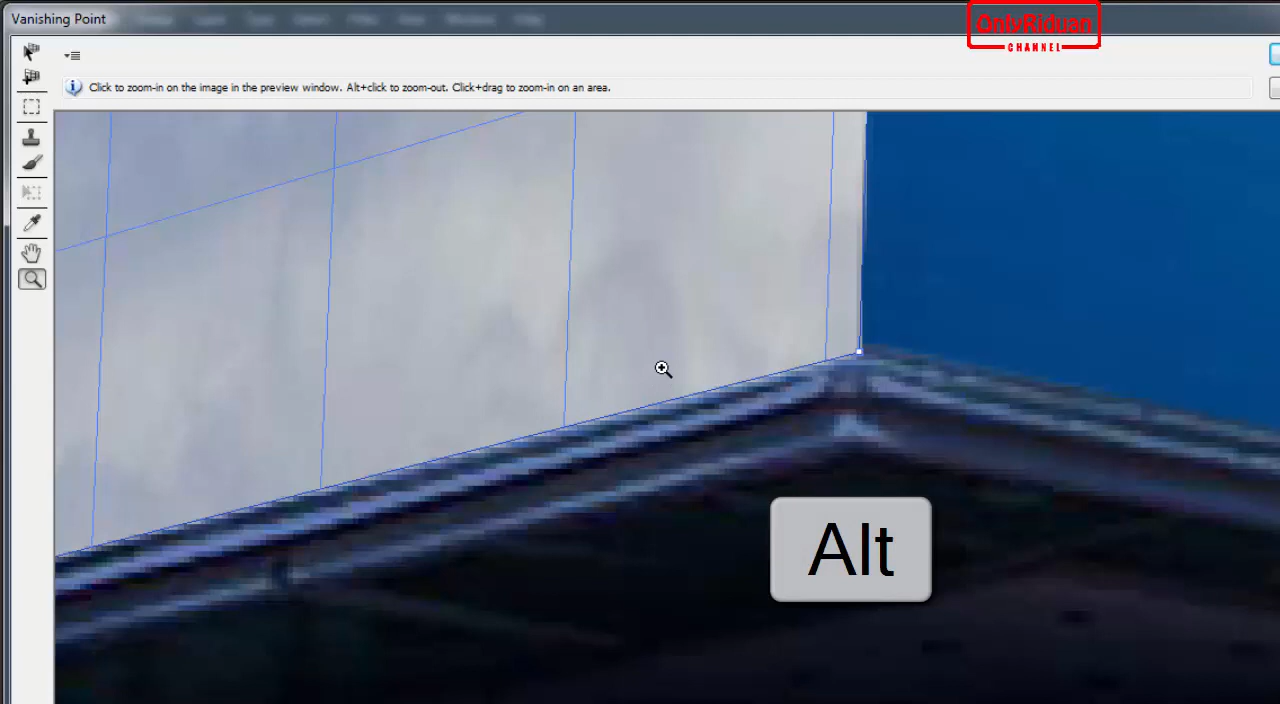 Vanishing Point
OnlyRiduan
CHANNEL
Click to zoom-in on the image in the preview window. Alt+click to zoom-out. Click+drag to zoom-in on an area.
Alt